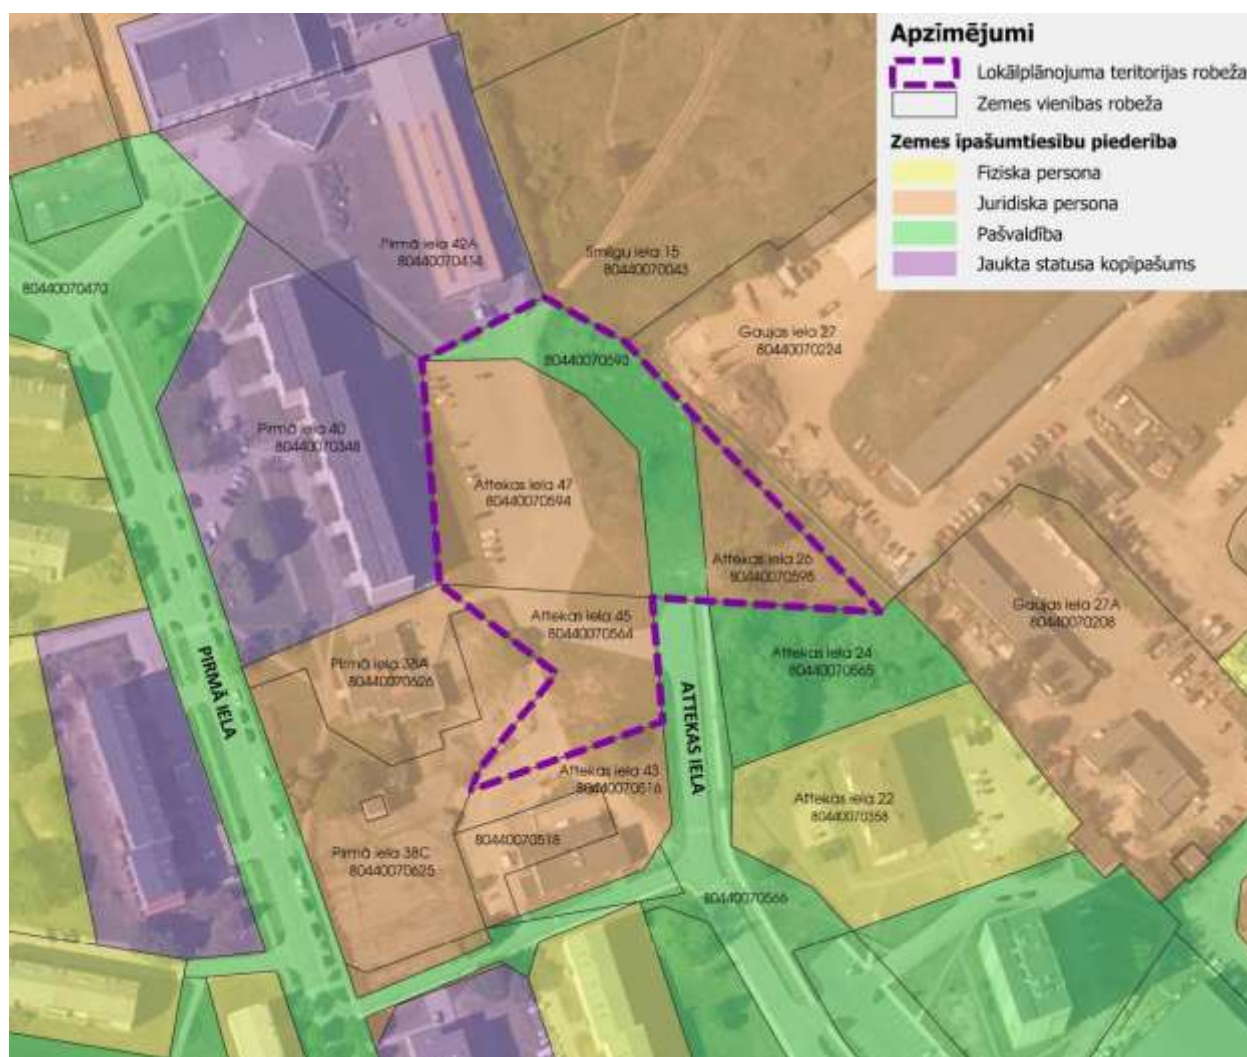 Apzīmējumi
Lokālplānojuma teritorijas robeža
Zemes vienības robeža
Zemes īpašumtiesību piederība
Fiziska persona
Juridiska persona
Pašvaldība
Jaukta statusa kopīpašums
Pirmā iela 42A
80440070414
Smilgu iela 15
80440070043
80440070470
Gaujas iela 27
80440070224
80440070593
Pirmā iela 40
80440070348
Attekas iela 47
80440070594
Attekas iela 26
80440070595
Gaujas iela 27A
80440070208
Attekas iela 45
80440070564
Attekas iela 24
80440070565
Pirmā iela 38A
80440070626
PIRMĀ IELA
ATTEKAS IELA
Attekas iela 43
80440070516
Attekas iela 22
80440070358
80440070518
Pirmā iela 38C
80440070625
80440070566